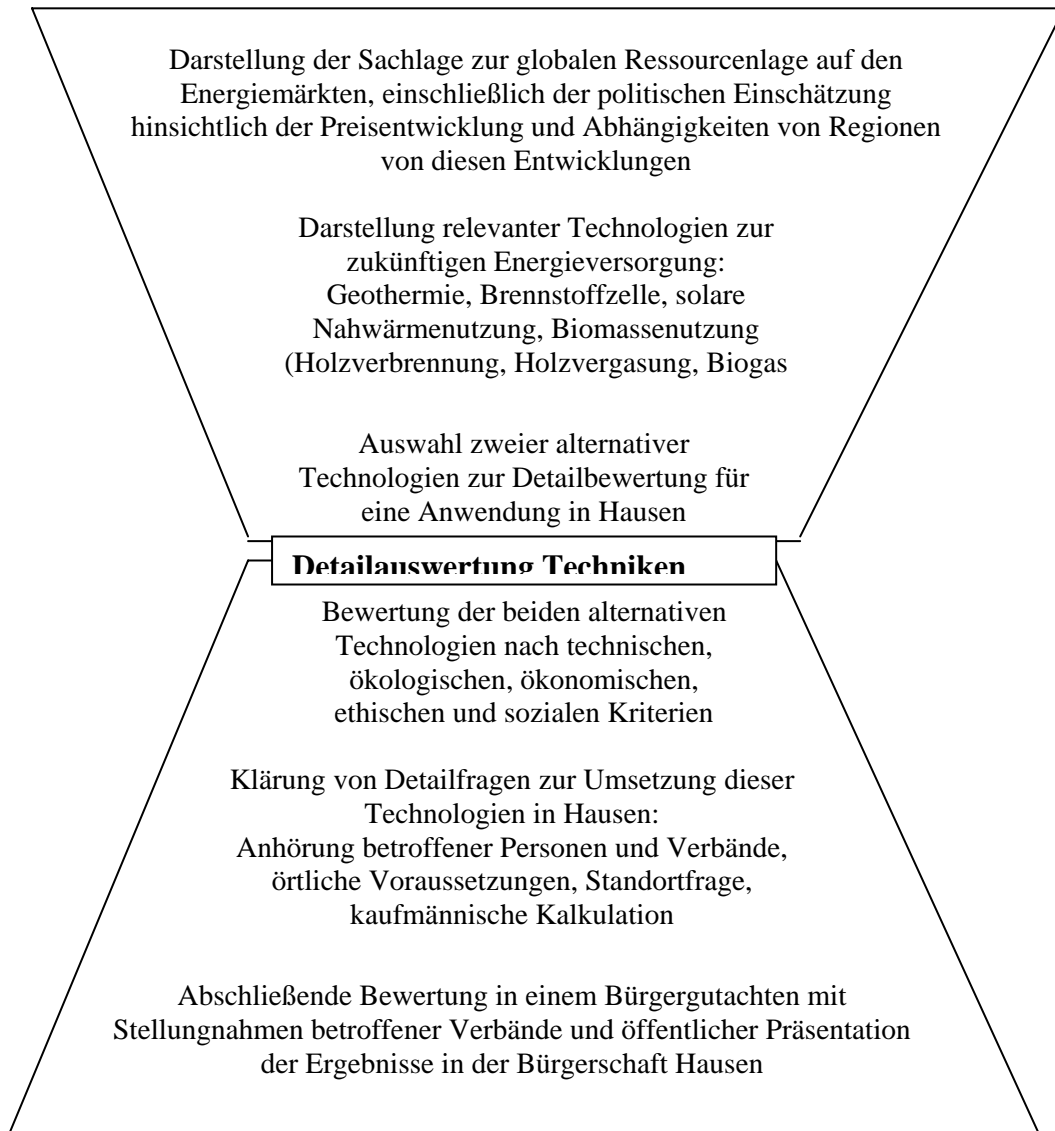 Darstellung der Sachlage zur globalen Ressourcenlage auf den
Energiemärkten, einschließlich der politischen Einschätzung
hinsichtlich der Preisentwicklung und Abhängigkeiten von Regionen
von diesen Entwicklungen
Darstellung relevanter Technologien zur
zukünftigen Energieversorgung:
Geothermie, Brennstoffzelle, solare
Nahwärmenutzung, Biomassenutzung
(Holzverbrennung, Holzvergasung, Biogas
Auswahl zweier alternativer
Technologien zur Detailbewertung für
eine Anwendung in Hausen
Detailauswertung Techniken
Bewertung der beiden alternativen
Technologien nach technischen,
ökologischen, ökonomischen,
ethischen und sozialen Kriterien
Klärung von Detailfragen zur Umsetzung dieser
Technologien in Hausen:
Anhörung betroffener Personen und Verbände,
örtliche Voraussetzungen, Standortfrage,
kaufmännische Kalkulation
Abschließende Bewertung in einem Bürgergutachten mit
Stellungnahmen betroffener Verbände und öffentlicher Präsentation
der Ergebnisse in der Bürgerschaft Hausen